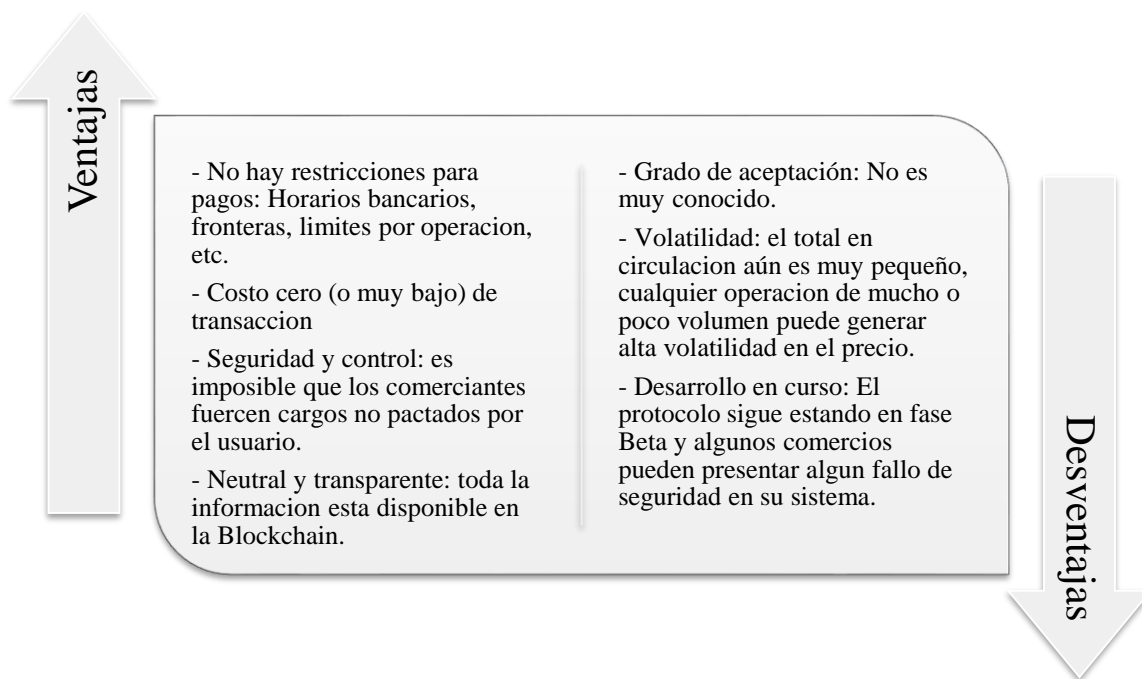 Ventajas
- No hay restricciones para
pagos: Horarios bancarios,
fronteras, limites por operacion,
etc.
- Costo cero (o muy bajo) de
transaccion
- Seguridad y control: es
imposible que los comerciantes
fuercen cargos no pactados por
el usuario.
- Neutral y transparente: toda la
informacion esta disponible en
la Blockchain.
- Grado de aceptación: No es
muy conocido.
- Volatilidad: el total en
circulacion aún es muy pequeño,
cualquier operacion de mucho o
poco volumen puede generar
alta volatilidad en el precio.
- Desarrollo en curso: El
protocolo sigue estando en fase
Beta y algunos comercios
pueden presentar algun fallo de
seguridad en su sistema.
Desventajas